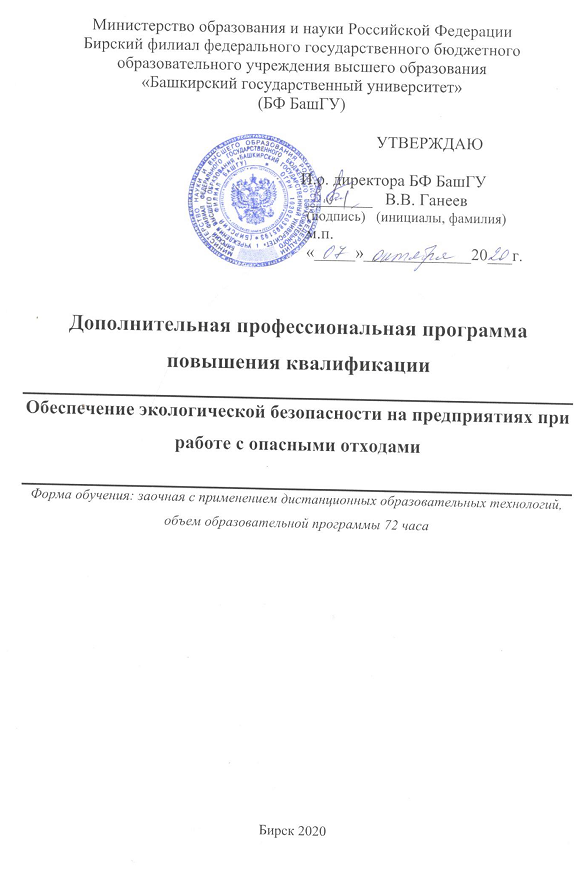 Министерство образования и науки Российской Федерации
Бирский филиал федерального государственного бюджетного
образовательного учреждения высшего образования
«Башкирский государственный университет»
(БФ БашГУ)
УТВЕРЖДАЮ
И.о. директора БФ БашГУ
В.В. Ганеев
(подпись) (инициалы, фамилия)
м.п.
« 07 » октября 2020 г.
Дополнительная профессиональная программа
повышения квалификации
Обеспечение экологической безопасности на предприятиях при
работе с опасными отходами
Форма обучения: заочная с применением дистанционных образовательных технологий,
объем образовательной программы 72 часа
Бирск 2020